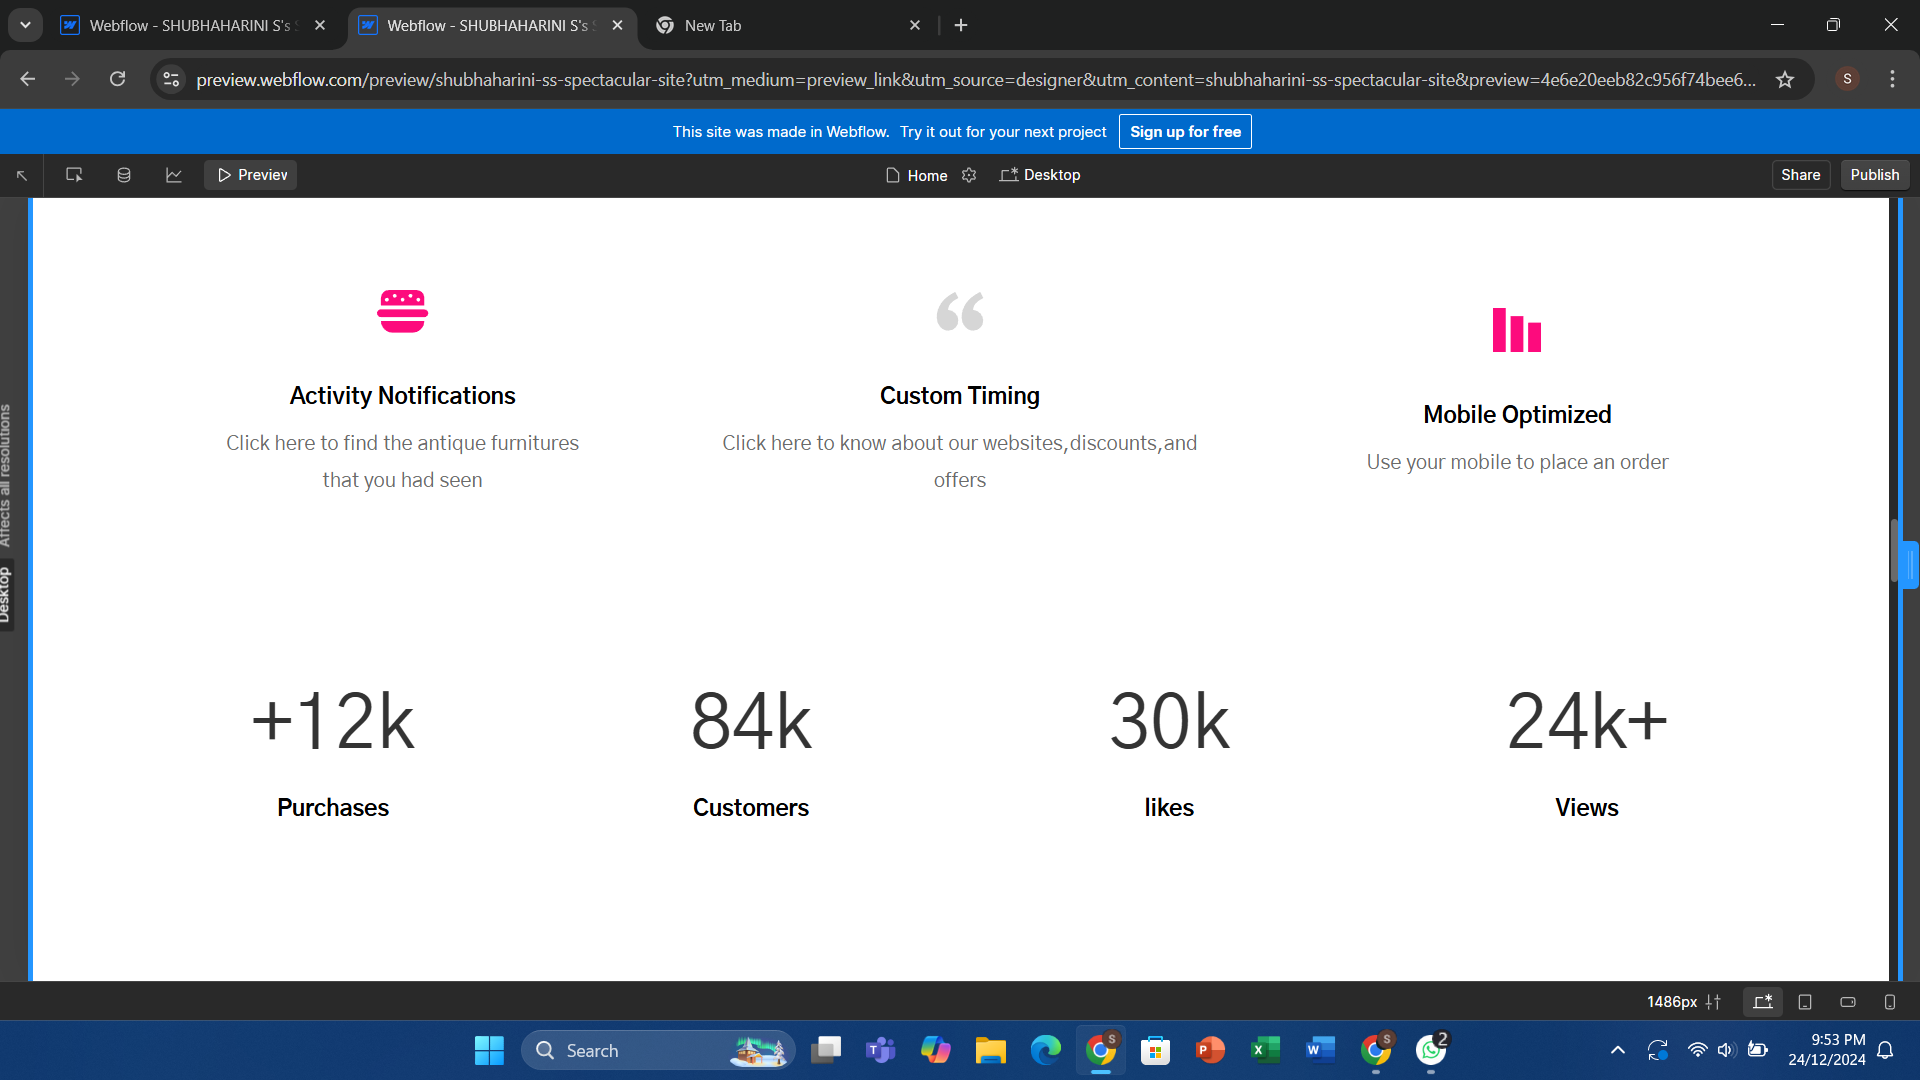 Webflow - SHUBHAHARINI S's
Webflow - SHUBHAHARINI S's
New Tab
preview.webflow.com/preview/shubhaharini-ss-spectacular-site?utm_medium=preview_link&utm_source=designer&utm_content=shubhaharini-ss-spectacular-site&preview=4e6e20eeb82c956f74bee6...
S
This site was made in Webflow. Try it out for your next project
Sign up for free
Preview
Home
Desktop
Share
Publish
Affects all resolutions
Desktop
Activity Notifications
Click here to find the antique furnitures
that you had seen
Custom Timing
Click here to know about our websites,discounts,and
offers
Mobile Optimized
Use your mobile to place an order
+12k
84k
30k
24k+
Purchases
Customers
likes
Views
1486px
Search
S
S
2
9:53 PM
24/12/2024